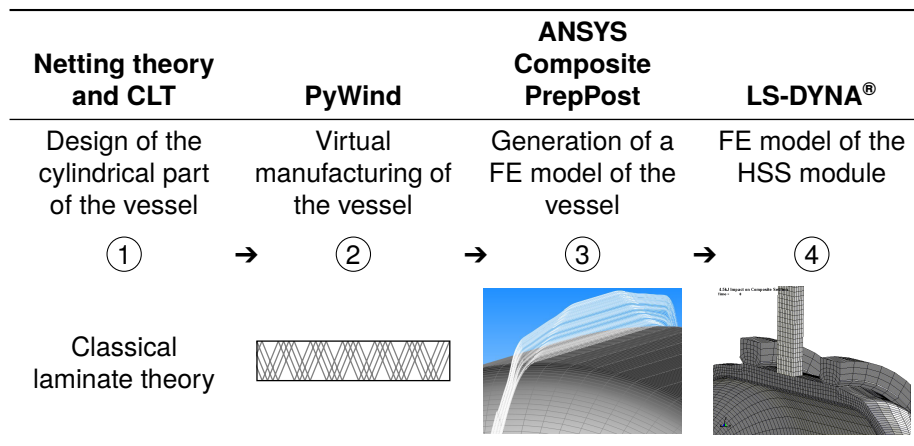 Netting theory
and CLT
PyWind
ANSYS
Composite
PrepPost
LS-DYNA®
Design of the
cylindrical part
of the vessel
Virtual
manufacturing of
the vessel
Generation of a
FE model of the
vessel
FE model of the
HSS module
1 → 2 → 3 → 4
Classical
laminate theory